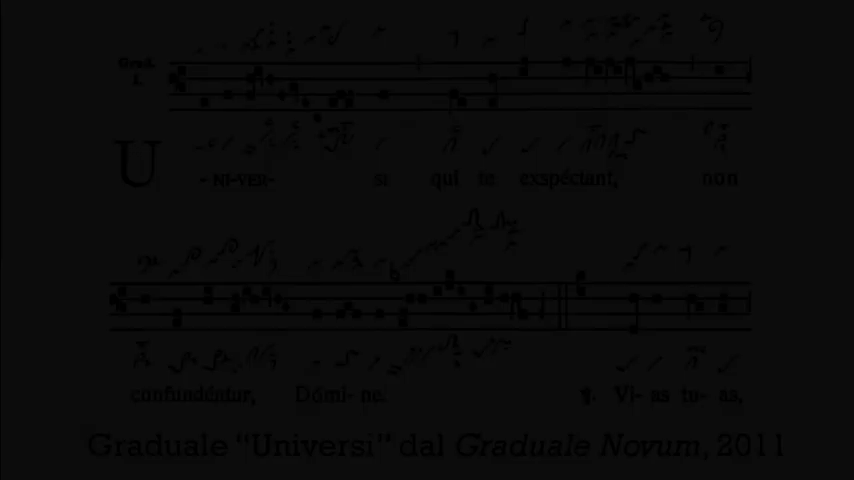 Grad.
I.
U - NI-VER- si qui te exspéctant, non
confundéntur, Dómi- ne. ℣. Vi- as tu- as,
Graduale "Universi" dal Graduale Novum, 2011